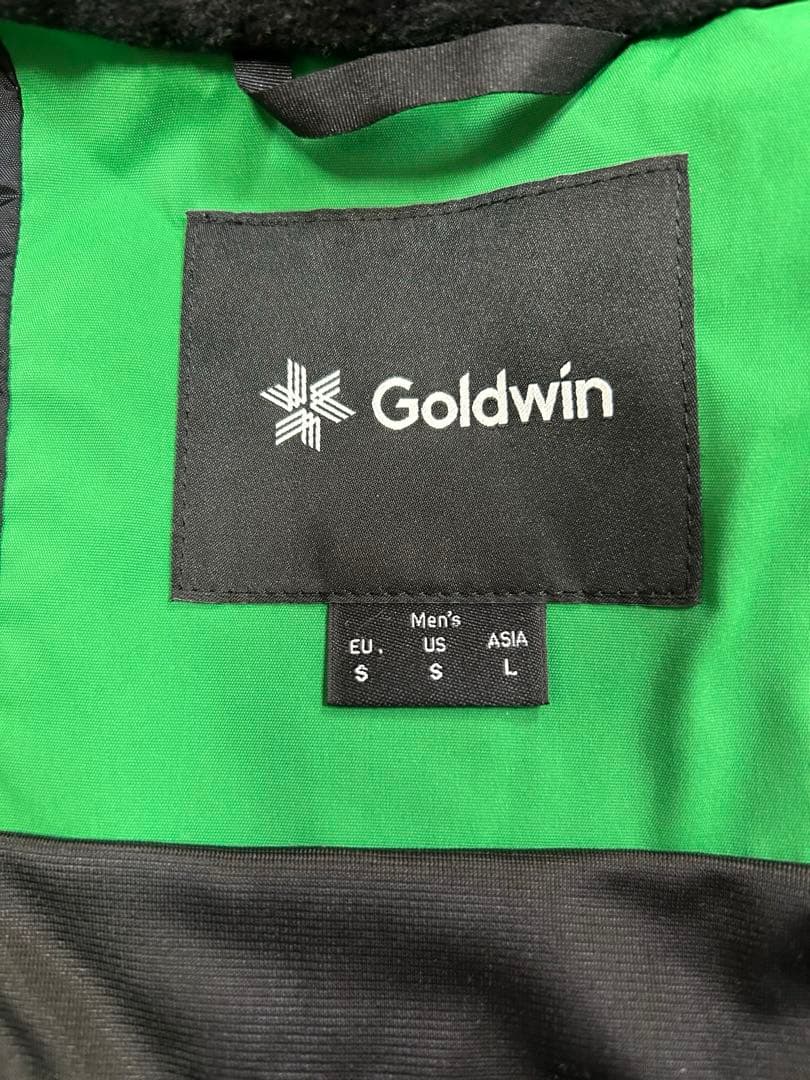 Goldwin
Men's
EU. US ASIA
S S L